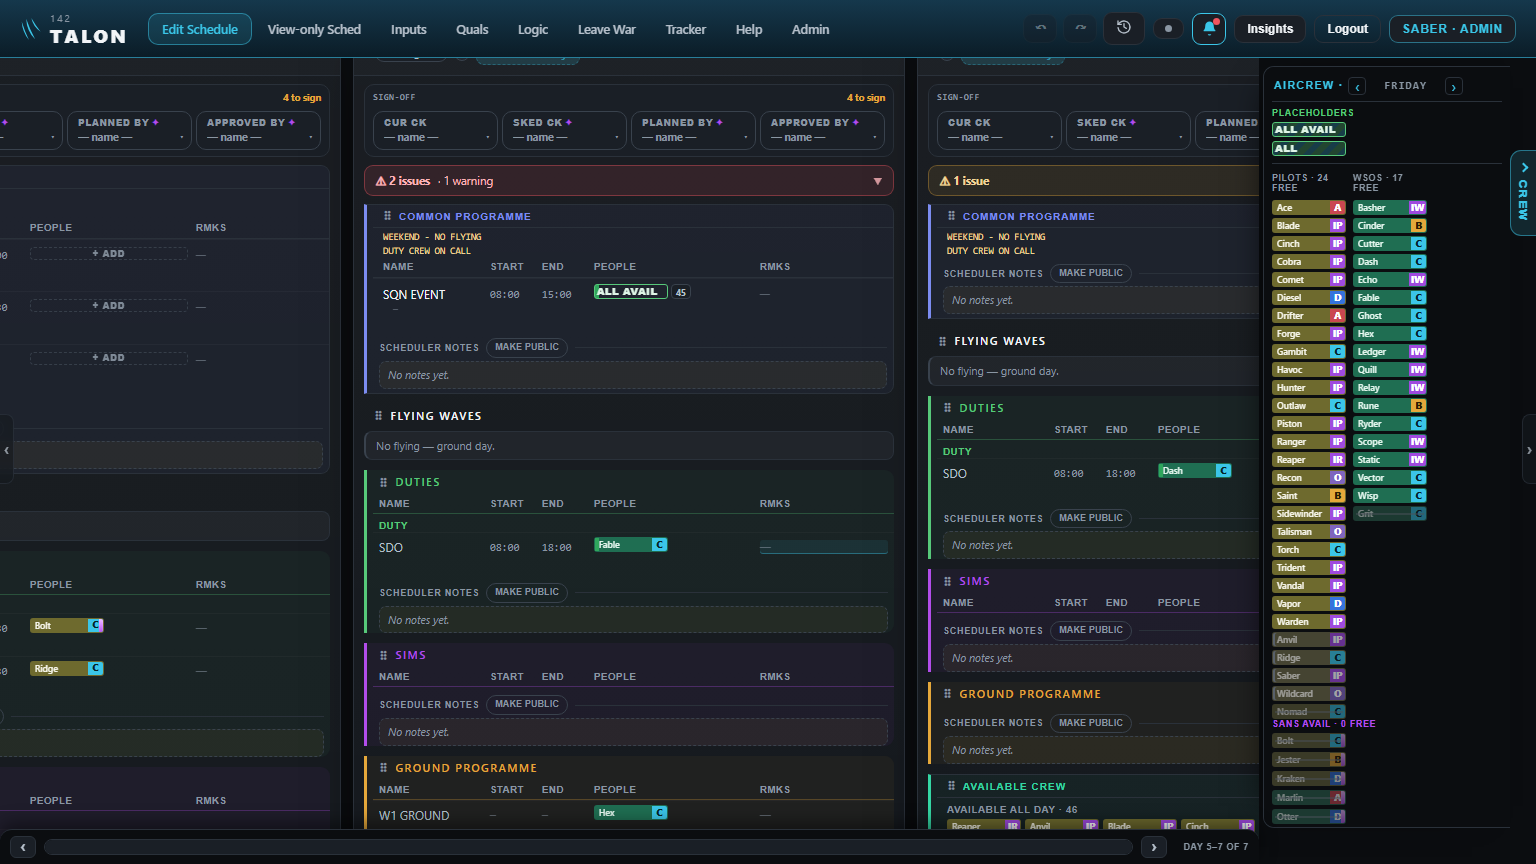 142
TALON
Edit Schedule
View-only Sched
Inputs
Quals
Logic
Leave War
Tracker
Help
Admin
Insights
Logout
SABER · ADMIN
4 to sign
PLANNED BY ✦
— name —
APPROVED BY ✦
— name —
PEOPLE RMKS
+ ADD —
+ ADD —
+ ADD —
PEOPLE RMKS
Bolt C —
Ridge C —
PEOPLE RMKS
SIGN-OFF 4 to sign
CUR CK
— name —
SKED CK ✦
— name —
PLANNED BY ✦
— name —
APPROVED BY ✦
— name —
⚠ 2 issues · 1 warning ▼
COMMON PROGRAMME
WEEKEND - NO FLYING
DUTY CREW ON CALL
NAME START END PEOPLE RMKS
SQN EVENT 08:00 15:00 ALL AVAIL 45 —
–
SCHEDULER NOTES MAKE PUBLIC
No notes yet.
FLYING WAVES
No flying — ground day.
DUTIES
NAME START END PEOPLE RMKS
DUTY
SDO 08:00 18:00 Fable C —
SCHEDULER NOTES MAKE PUBLIC
No notes yet.
SIMS
NAME START END PEOPLE RMKS
SCHEDULER NOTES MAKE PUBLIC
No notes yet.
GROUND PROGRAMME
NAME START END PEOPLE RMKS
W1 GROUND – – Hex C —
SIGN-OFF
CUR CK
— name —
SKED CK ✦
— name —
PLANNED
— name —
⚠ 1 issue
COMMON PROGRAMME
WEEKEND - NO FLYING
DUTY CREW ON CALL
SCHEDULER NOTES MAKE PUBLIC
No notes yet.
FLYING WAVES
No flying — ground day.
DUTIES
NAME START END PEOPLE
DUTY
SDO 08:00 18:00 Dash C
SCHEDULER NOTES MAKE PUBLIC
No notes yet.
SIMS
NAME START END PEOPLE
SCHEDULER NOTES MAKE PUBLIC
No notes yet.
GROUND PROGRAMME
SCHEDULER NOTES MAKE PUBLIC
No notes yet.
AVAILABLE CREW
AVAILABLE ALL DAY · 46
Reaper IR Anvil IP Blade IP Cinch IP
AIRCREW · ‹ FRIDAY ›
PLACEHOLDERS
ALL AVAIL
ALL
PILOTS · 24 FREE
Ace A
Blade IP
Cinch IP
Cobra IP
Comet IP
Diesel D
Drifter A
Forge IP
Gambit C
Havoc IP
Hunter IP
Outlaw C
Piston IP
Ranger IP
Reaper IR
Recon O
Saint B
Sidewinder IP
Talisman O
Torch C
Trident IP
Vandal IP
Vapor D
Warden IP
Anvil IP
Ridge C
Saber IP
Wildcard O
Nomad C
WSOS · 17 FREE
Basher IW
Cinder B
Cutter C
Dash C
Echo IW
Fable C
Ghost C
Hex C
Ledger IW
Quill IW
Relay IW
Rune B
Ryder C
Scope IW
Static IW
Vector C
Wisp C
Grit C
SANS AVAIL · 0 FREE
Bolt C
Jester B
Kraken D
Marlin A
Otter D
CREW
DAY 5–7 OF 7